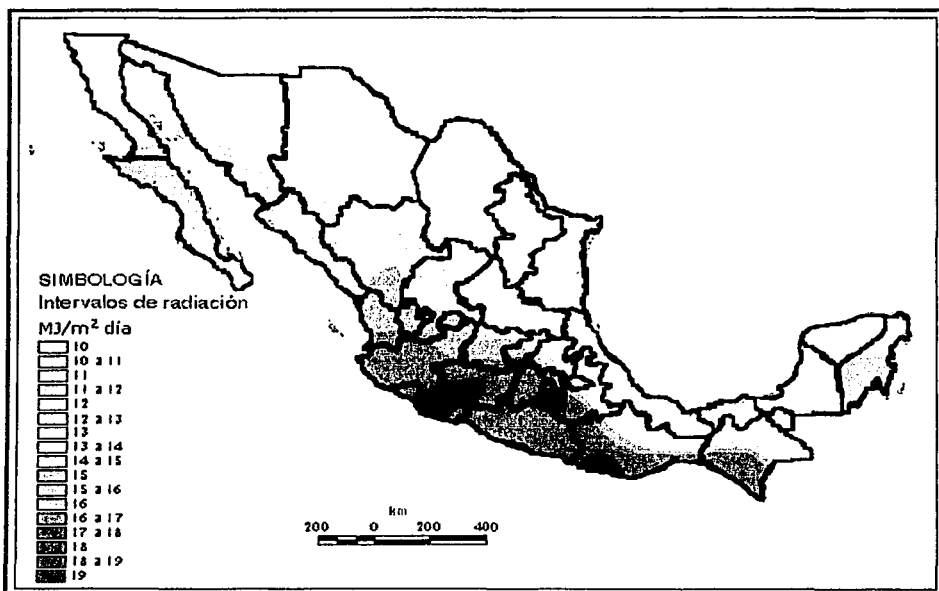 SIMBOLOGÍA
Intervalos de radiación
MJ/m² día
10
10 a 11
11
11 a 12
12
12 a 13
13
13 a 14
14 a 15
15
15 a 16
16
16 a 17
17 a 18
18
18 a 19
19
km
200 0 200 400